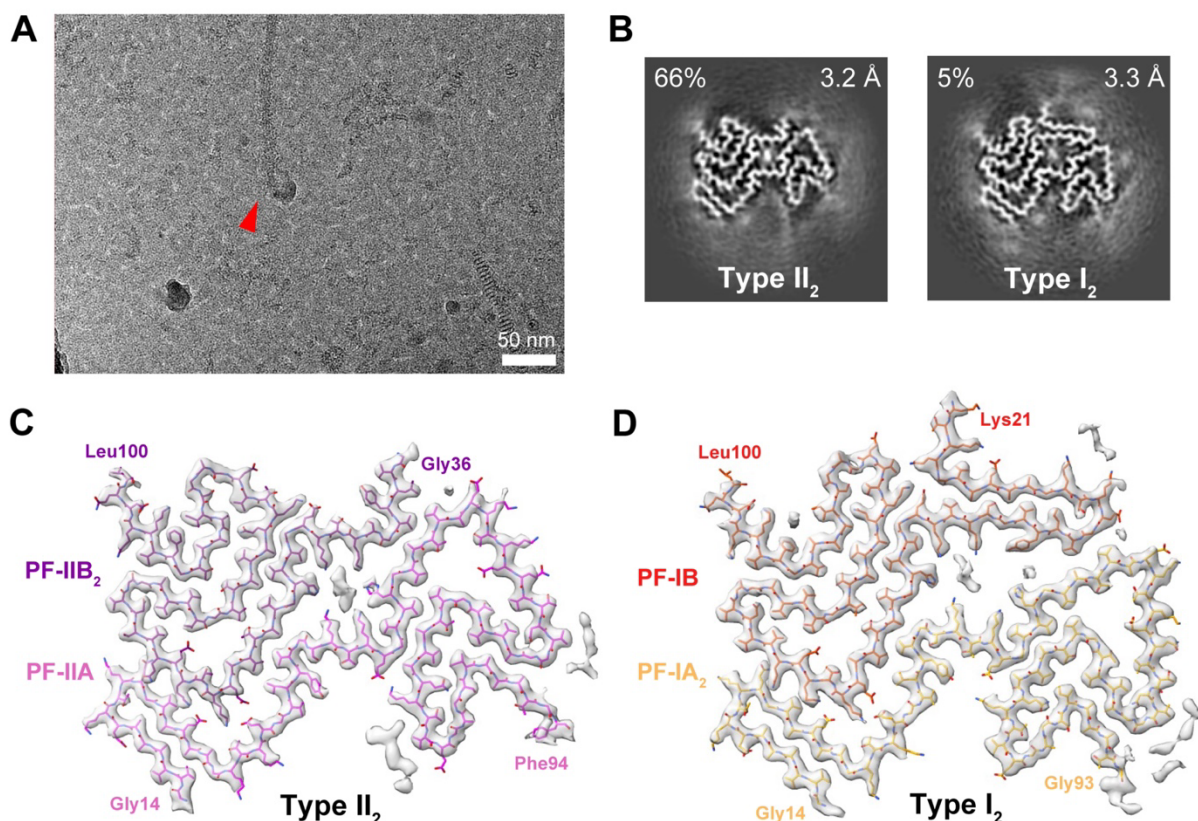 A
50 nm
B
66%
3.2 Å
Type II₂
5%
3.3 Å
Type I₂
C
Leu100
Gly36
PF-IIB₂
PF-IIA
Gly14
Phe94
Type II₂
D
Lys21
Leu100
PF-IB
PF-IA₂
Gly14
Gly93
Type I₂